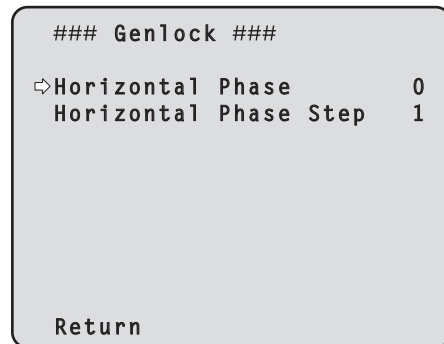 ### Genlock ###
⇨Horizontal Phase 0
Horizontal Phase Step 1
Return